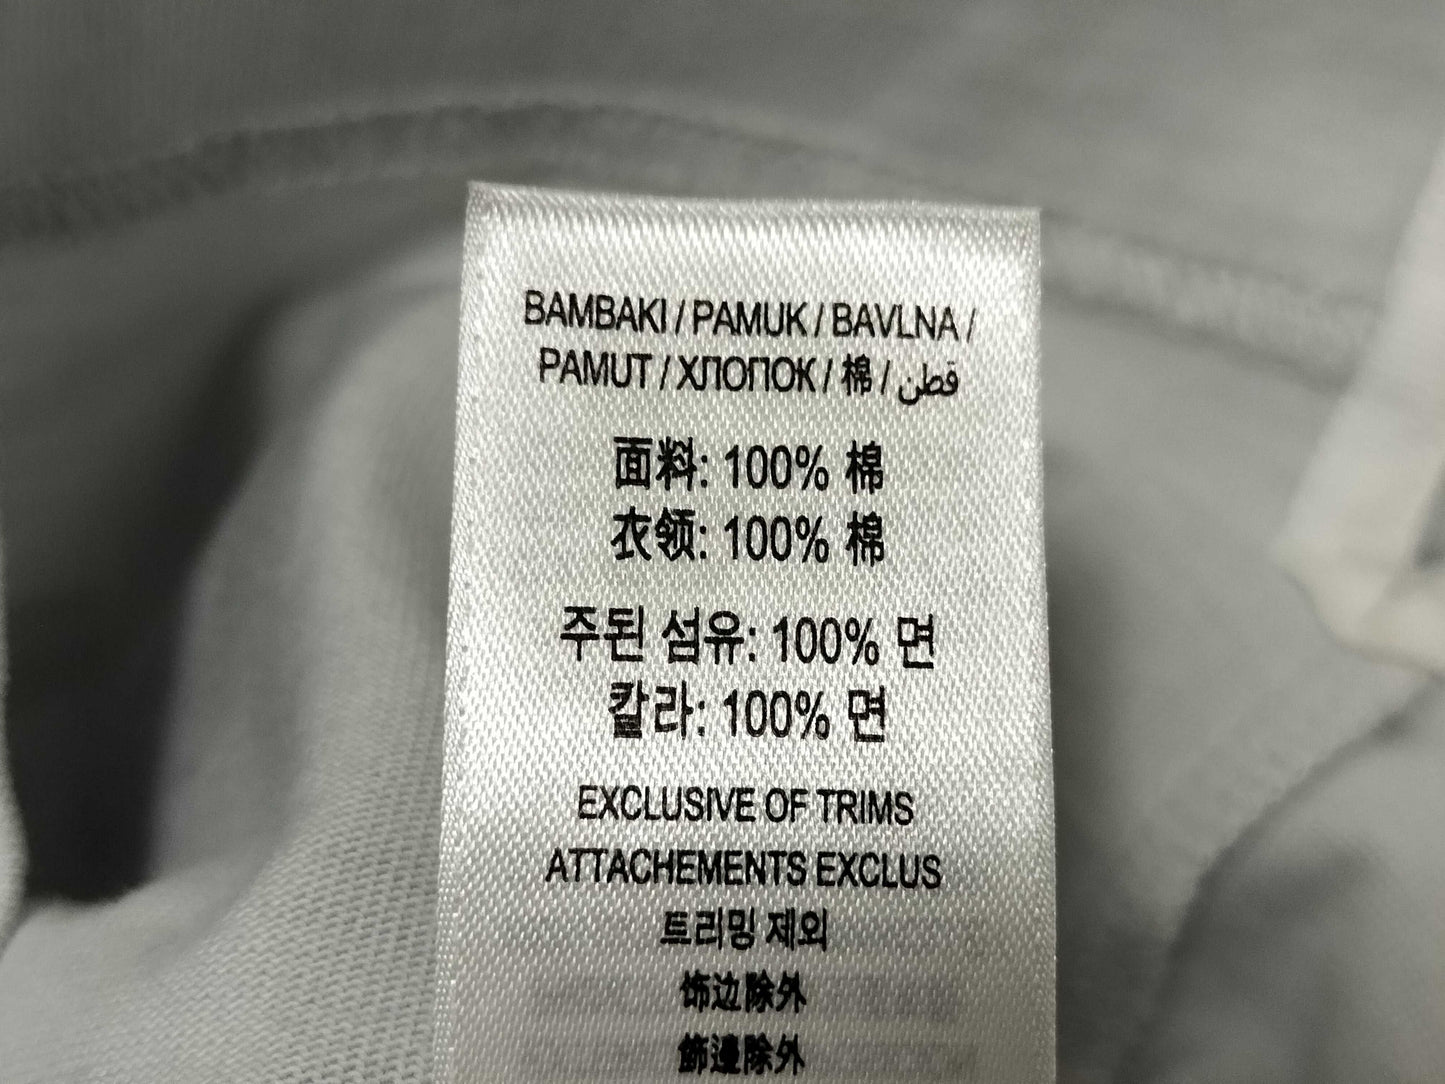 BAMBAKI / PAMUK / BAVLNA /
PAMUT / ХЛОПОК / 棉 / قطن
面料: 100% 棉
衣领: 100% 棉
주된 섬유: 100% 면
칼라: 100% 면
EXCLUSIVE OF TRIMS
ATTACHEMENTS EXCLUS
트리밍 제외
饰边除外
飾邊除外